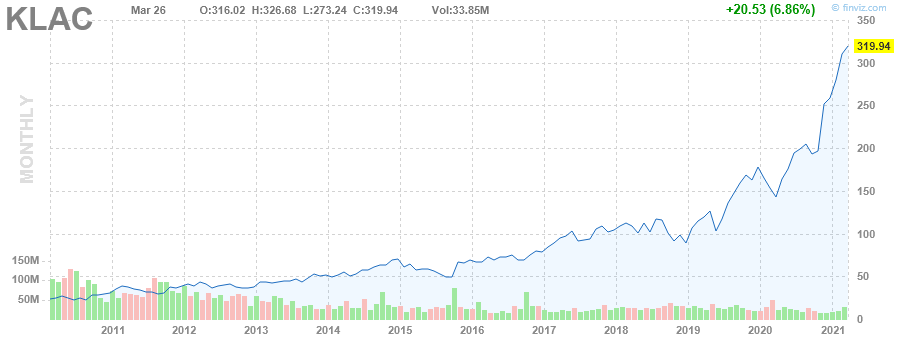 KLAC Mar 26 O:316.02 H:326.68 L:273.24 C:319.94 Vol:33.85M +20.53 (6.86%) © finviz.com
350
319.94
300
250
200
150
100
50
0
MONTHLY
150M
100M
50M
2011 2012 2013 2014 2015 2016 2017 2018 2019 2020 2021